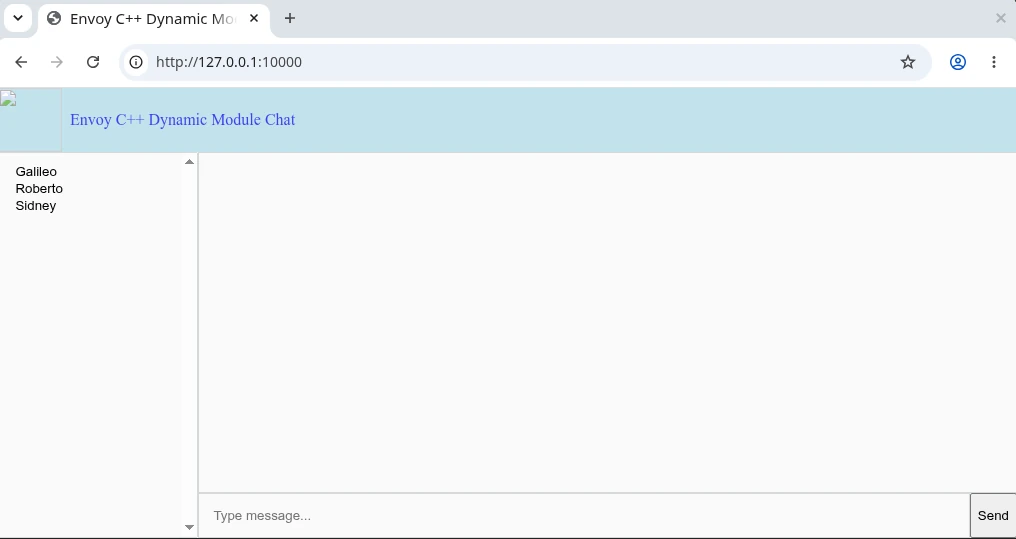 Envoy C++ Dynamic Mo
http://127.0.0.1:10000
Envoy C++ Dynamic Module Chat
Galileo
Roberto
Sidney
Type message...
Send